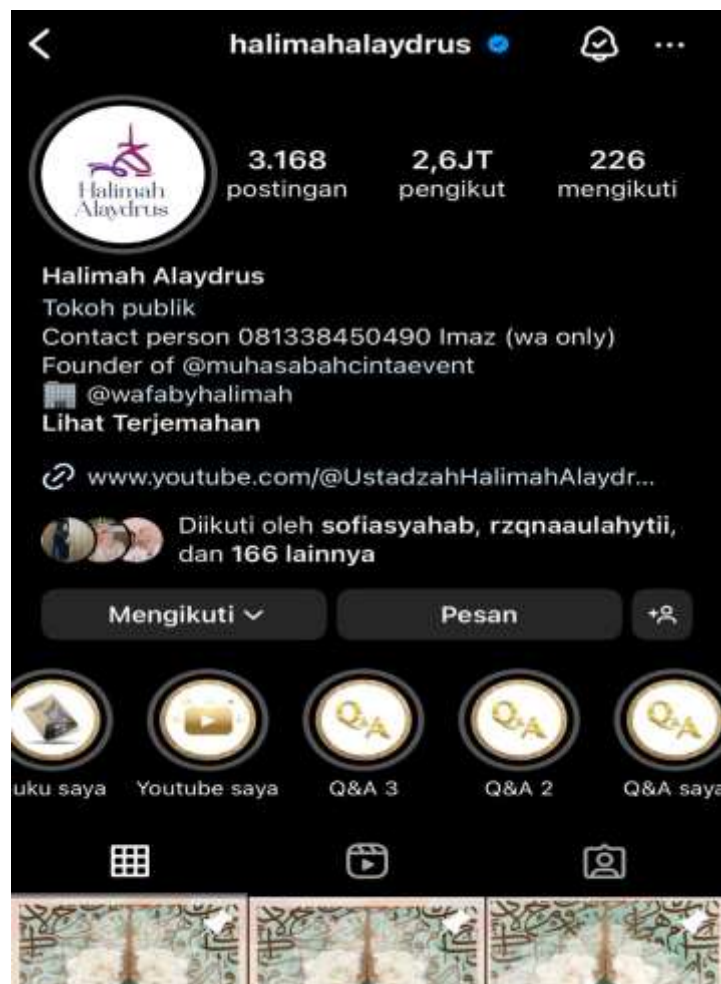 halimahalaydrus
Halimah
Alaydrus
3.168 2,6JT 226
postingan pengikut mengikuti
Halimah Alaydrus
Tokoh publik
Contact person 081338450490 Imaz (wa only)
Founder of @muhasabahcintaevent
@wafabyhalimah
Lihat Terjemahan
www.youtube.com/@UstadzahHalimahAlaydr...
Diikuti oleh sofiasyahab, rzqnaaulahytii,
dan 166 lainnya
Mengikuti Pesan
Q&A Q&A Q&A
uku saya Youtube saya Q&A 3 Q&A 2 Q&A saya